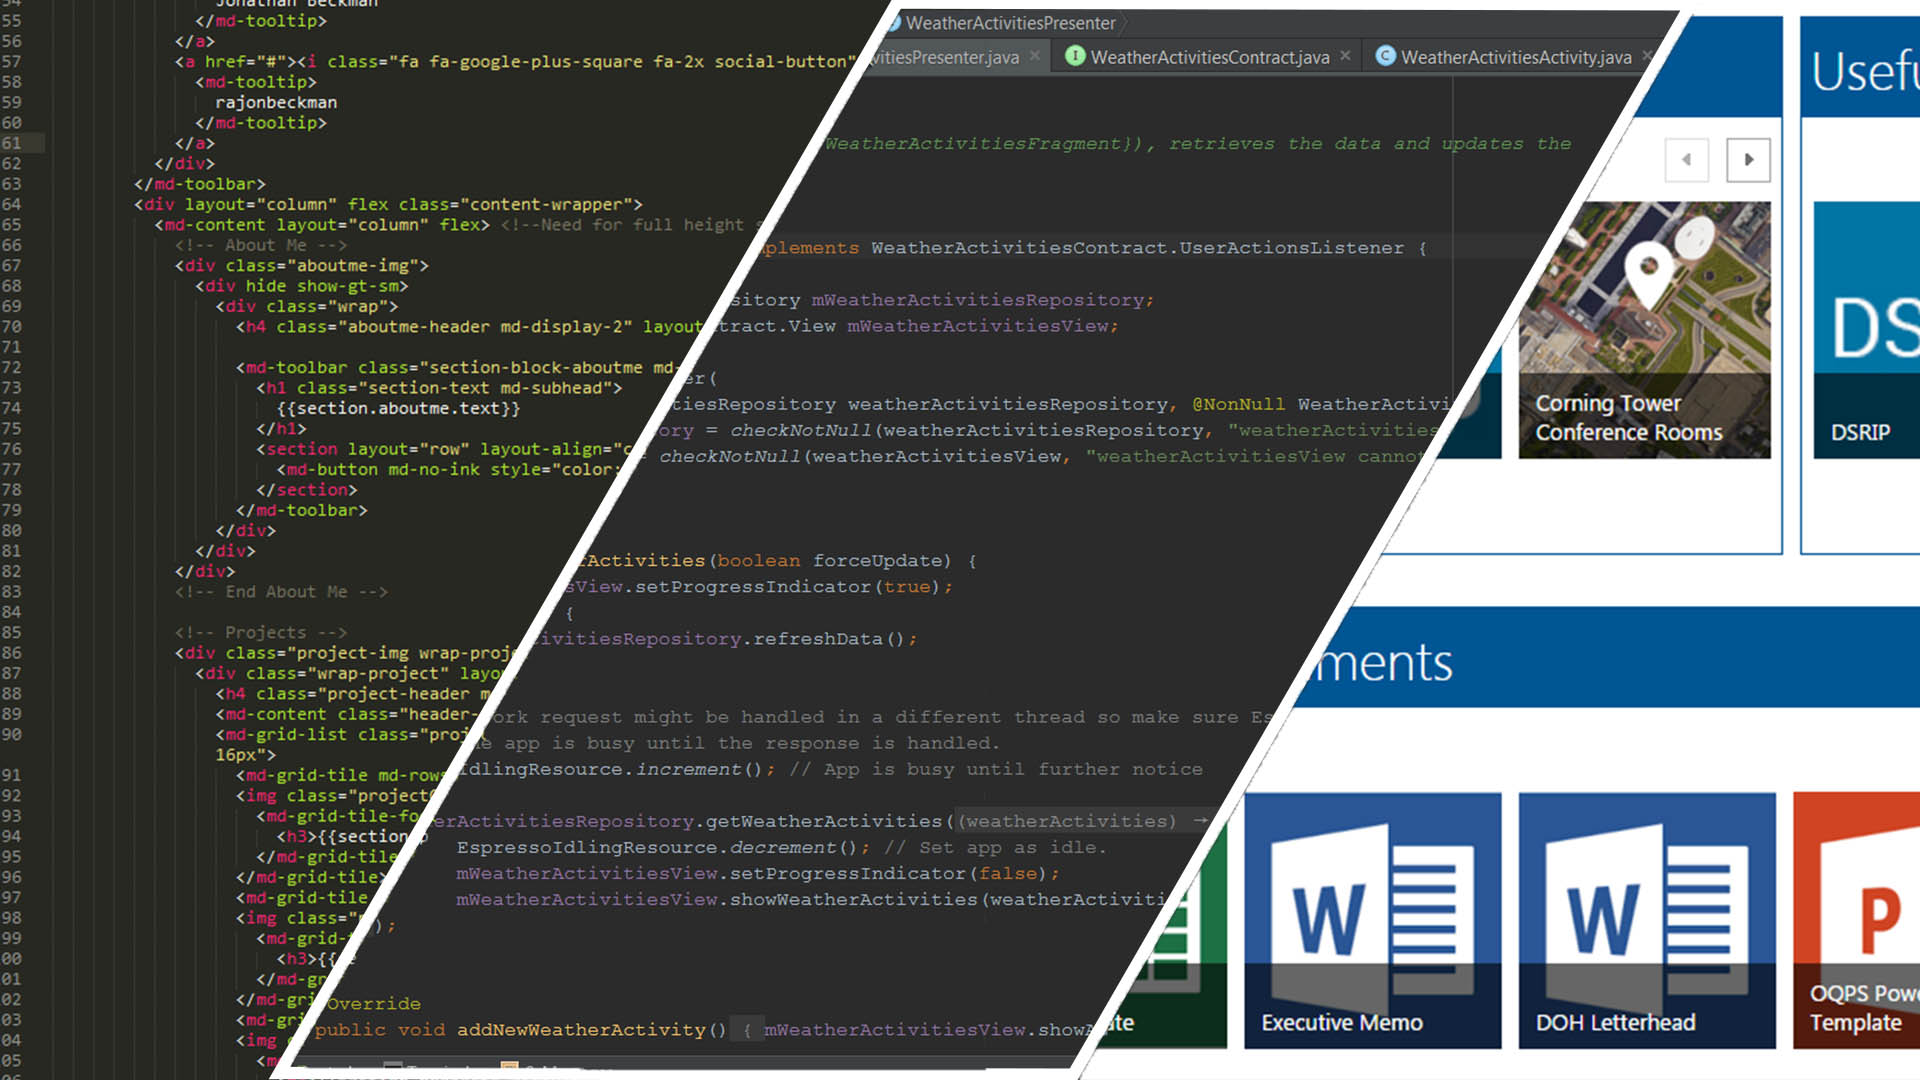 Jonathan Beckman
55 </md-tooltip>
56 </a>
57 <a href="#"><i class="fa fa-google-plus-square fa-2x social-button"
58 <md-tooltip>
59 rajonbeckman
60 </md-tooltip>
61 </a>
62 </div>
63 </md-toolbar>
64 <div layout="column" flex class="content-wrapper">
65 <md-content layout="column" flex> <!--Need for full height
66 <!-- About Me -->
67 <div class="aboutme-img">
68 <div hide show-gt-sm>
69 <div class="wrap">
70 <h4 class="aboutme-header md-display-2" layout
71
72 <md-toolbar class="section-block-aboutme md-
73 <h1 class="section-text md-subhead">
74 {{section.aboutme.text}}
75 </h1>
76 <section layout="row" layout-align="c
77 <md-button md-no-ink style="color:
78 </section>
79 </md-toolbar>
80 </div>
81 </div>
82 </div>
83 <!-- End About Me -->
84
85 <!-- Projects -->
86 <div class="project-img wrap-proje
87 <div class="wrap-project" layou
88 <h4 class="project-header m
89 <md-content class="header-
90 <md-grid-list class="proj
16px">
91 <md-grid-tile md-rows
92 <img class="project
93 <md-grid-tile-fo
94 <h3>{{section.p
95 </md-grid-tile
96 </md-grid-tile>
97 <md-grid-tile
98 <img class="p
99 <md-grid-t
00 <h3>{{
01 </md-gr
02 </md-gri
03 <md-gri
04 <img c
05 <m
WeatherActivitiesPresenter
vitiesPresenter.java × WeatherActivitiesContract.java × WeatherActivitiesActivity.java ×
WeatherActivitiesFragment}), retrieves the data and updates the
plements WeatherActivitiesContract.UserActionsListener {
sitory mWeatherActivitiesRepository;
tract.View mWeatherActivitiesView;
er(
tiesRepository weatherActivitiesRepository, @NonNull WeatherActivi
ory = checkNotNull(weatherActivitiesRepository, "weatherActivities
= checkNotNull(weatherActivitiesView, "weatherActivitiesView cannot
rActivities(boolean forceUpdate) {
sView.setProgressIndicator(true);
{
tivitiesRepository.refreshData();
ork request might be handled in a different thread so make sure Es
he app is busy until the response is handled.
IdlingResource.increment(); // App is busy until further notice
erActivitiesRepository.getWeatherActivities((weatherActivities) →
EspressoIdlingResource.decrement(); // Set app as idle.
mWeatherActivitiesView.setProgressIndicator(false);
mWeatherActivitiesView.showWeatherActivities(weatherActiviti
);
Override
public void addNewWeatherActivity() { mWeatherActivitiesView.showA
Usefu
Corning Tower
Conference Rooms
DS
DSRIP
ments
ate
W
Executive Memo
W
DOH Letterhead
P
OQPS Powe
Template